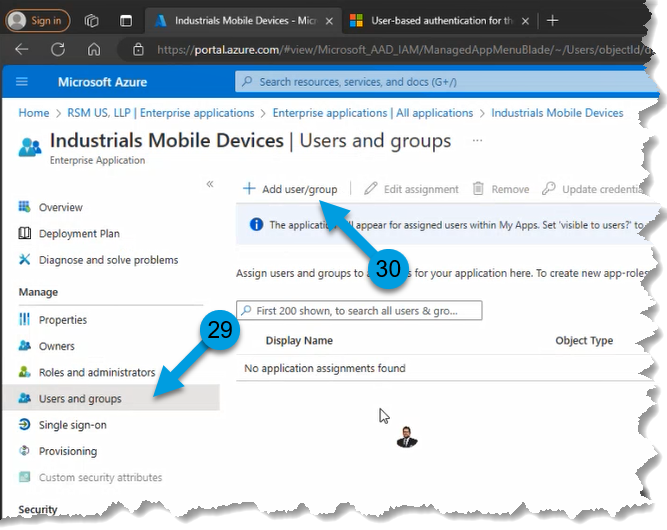 Sign in
Industrials Mobile Devices - Micr
User-based authentication for th
https://portal.azure.com/#view/Microsoft_AAD_IAM/ManagedAppMenuBlade/~/Users/objectId/
Microsoft Azure
Search resources, services, and docs (G+/)
Home > RSM US, LLP | Enterprise applications > Enterprise applications | All applications > Industrials Mobile Devices
Industrials Mobile Devices | Users and groups ...
Enterprise Application
Add user/group
Edit assignment
Remove
Update credentia
Overview
Deployment Plan
Diagnose and solve problems
Manage
Properties
Owners
Roles and administrators
Users and groups
Single sign-on
Provisioning
Custom security attributes
Security
The application will appear for assigned users within My Apps. Set 'visible to users?' to
30
Assign users and groups to for your application here. To create new app-roles
First 200 shown, to search all users & gro...
29
Display Name
Object Type
No application assignments found